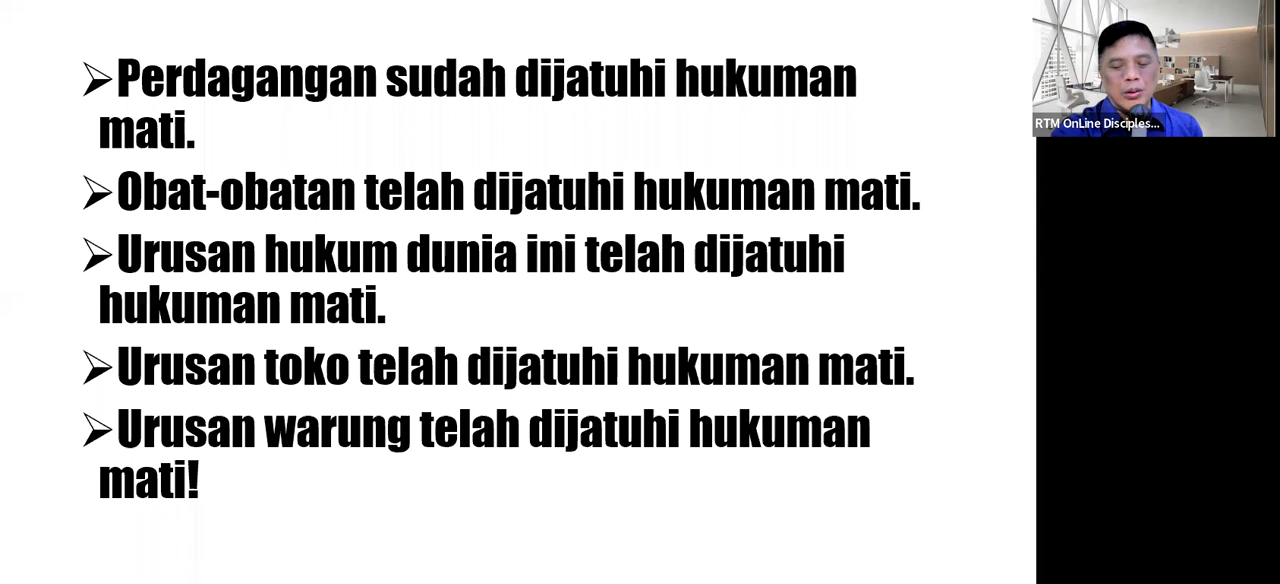 ➢Perdagangan sudah dijatuhi hukuman
mati.
➢Obat-obatan telah dijatuhi hukuman mati.
➢Urusan hukum dunia ini telah dijatuhi
hukuman mati.
➢Urusan toko telah dijatuhi hukuman mati.
➢Urusan warung telah dijatuhi hukuman
mati!
RTM OnLine Disciples...